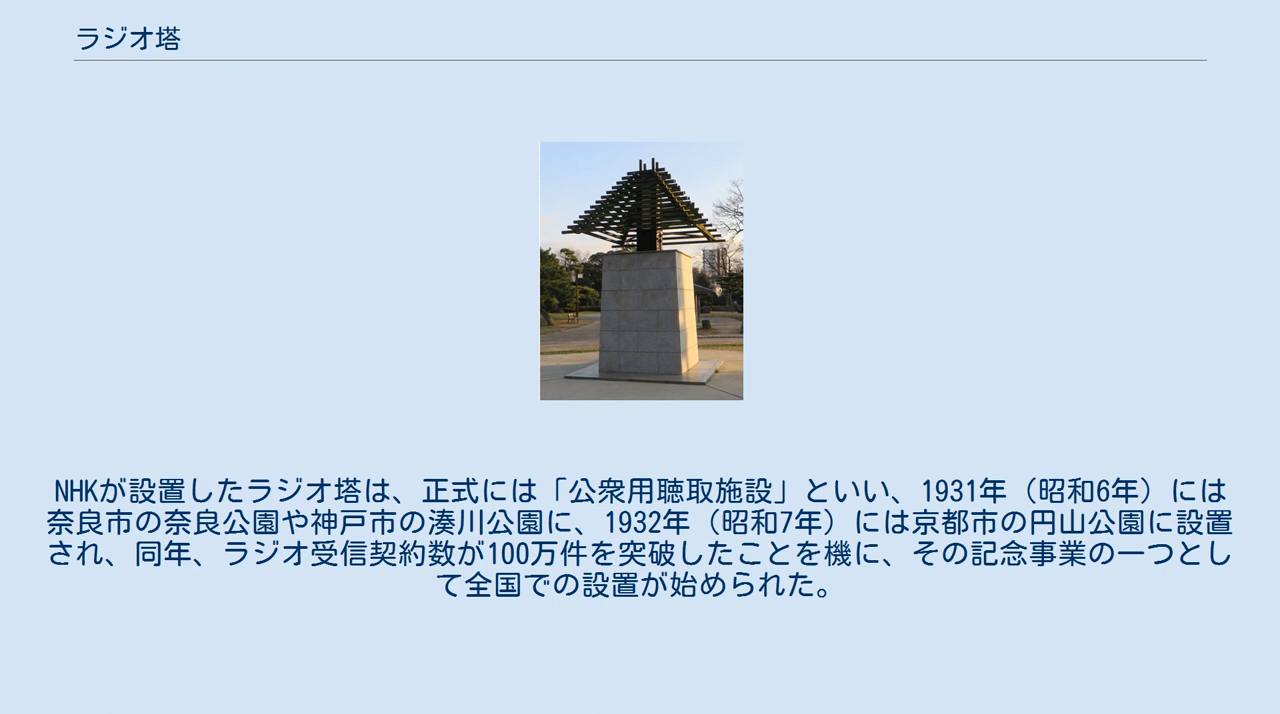 ラジオ塔
NHKが設置したラジオ塔は、正式には「公衆用聴取施設」といい、1931年（昭和6年）には
奈良市の奈良公園や神戸市の湊川公園に、1932年（昭和7年）には京都市の円山公園に設置
され、同年、ラジオ受信契約数が100万件を突破したことを機に、その記念事業の一つとし
て全国での設置が始められた。